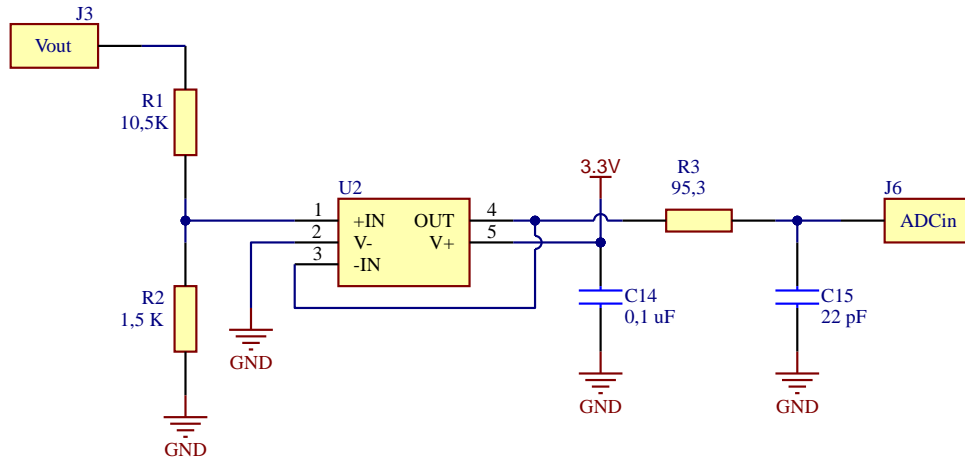 J3
Vout
R1
10,5K
R2
1,5 K
GND
GND
U2
1
+IN
OUT
4
2
V-
V+
5
3
-IN
3.3V
C14
0,1 uF
GND
R3
95,3
C15
22 pF
GND
J6
ADCin